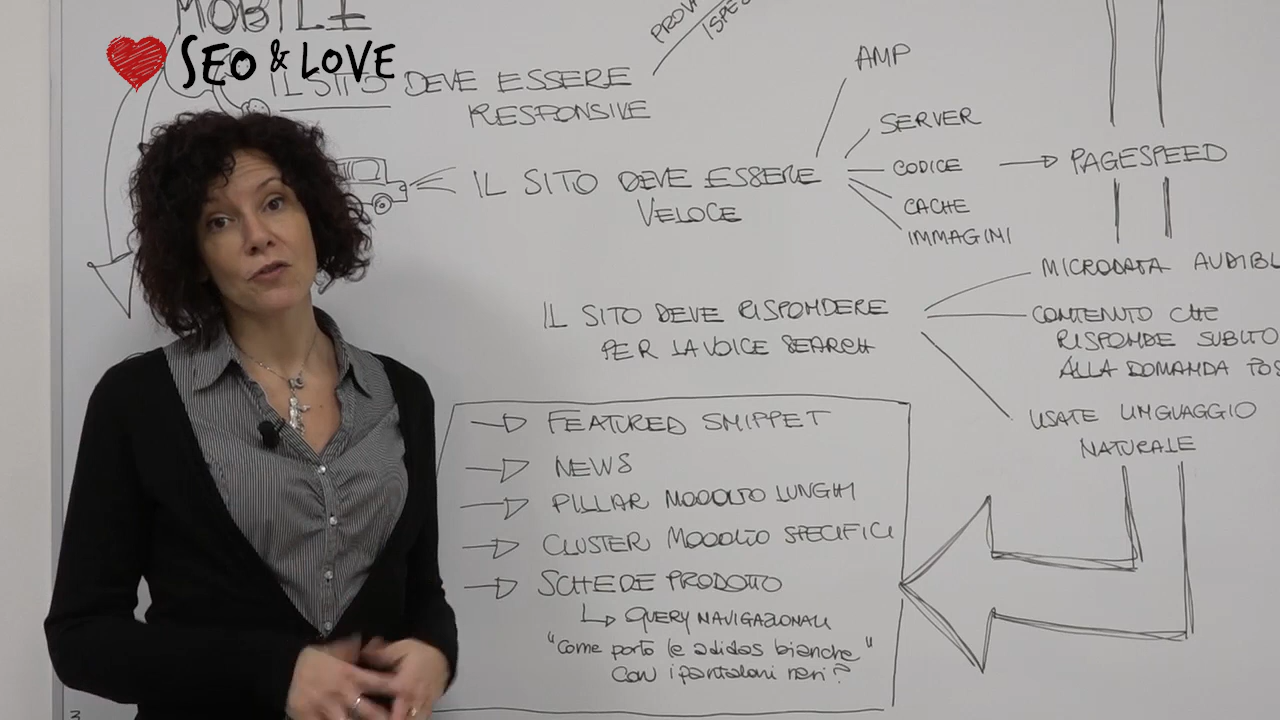 MOBILE
SEO & LOVE
IL SITO DEVE ESSERE
RESPONSIVE
AMP
SERVER
IL SITO DEVE ESSERE
VELOCE
CODICE
PAGESPEED
CACHE
IMMAGINI
MICRODATA AUDIBL
IL SITO DEVE RISPONDERE
PER LA VOICE SEARCH
CONTENUTO CHE
RISPONDE SUBITO
ALLA DOMANDA POS
USATE LINGUAGGIO
NATURALE
FEATURED SNIPPET
NEWS
PILLAR MOOOLTO LUNGHI
CLUSTER MOOOLTO SPECIFICI
SCHEDE PRODOTTO
QUERY NAVIGAZIONALI
"Come porto le adidas bianche"
con i pantaloni neri?